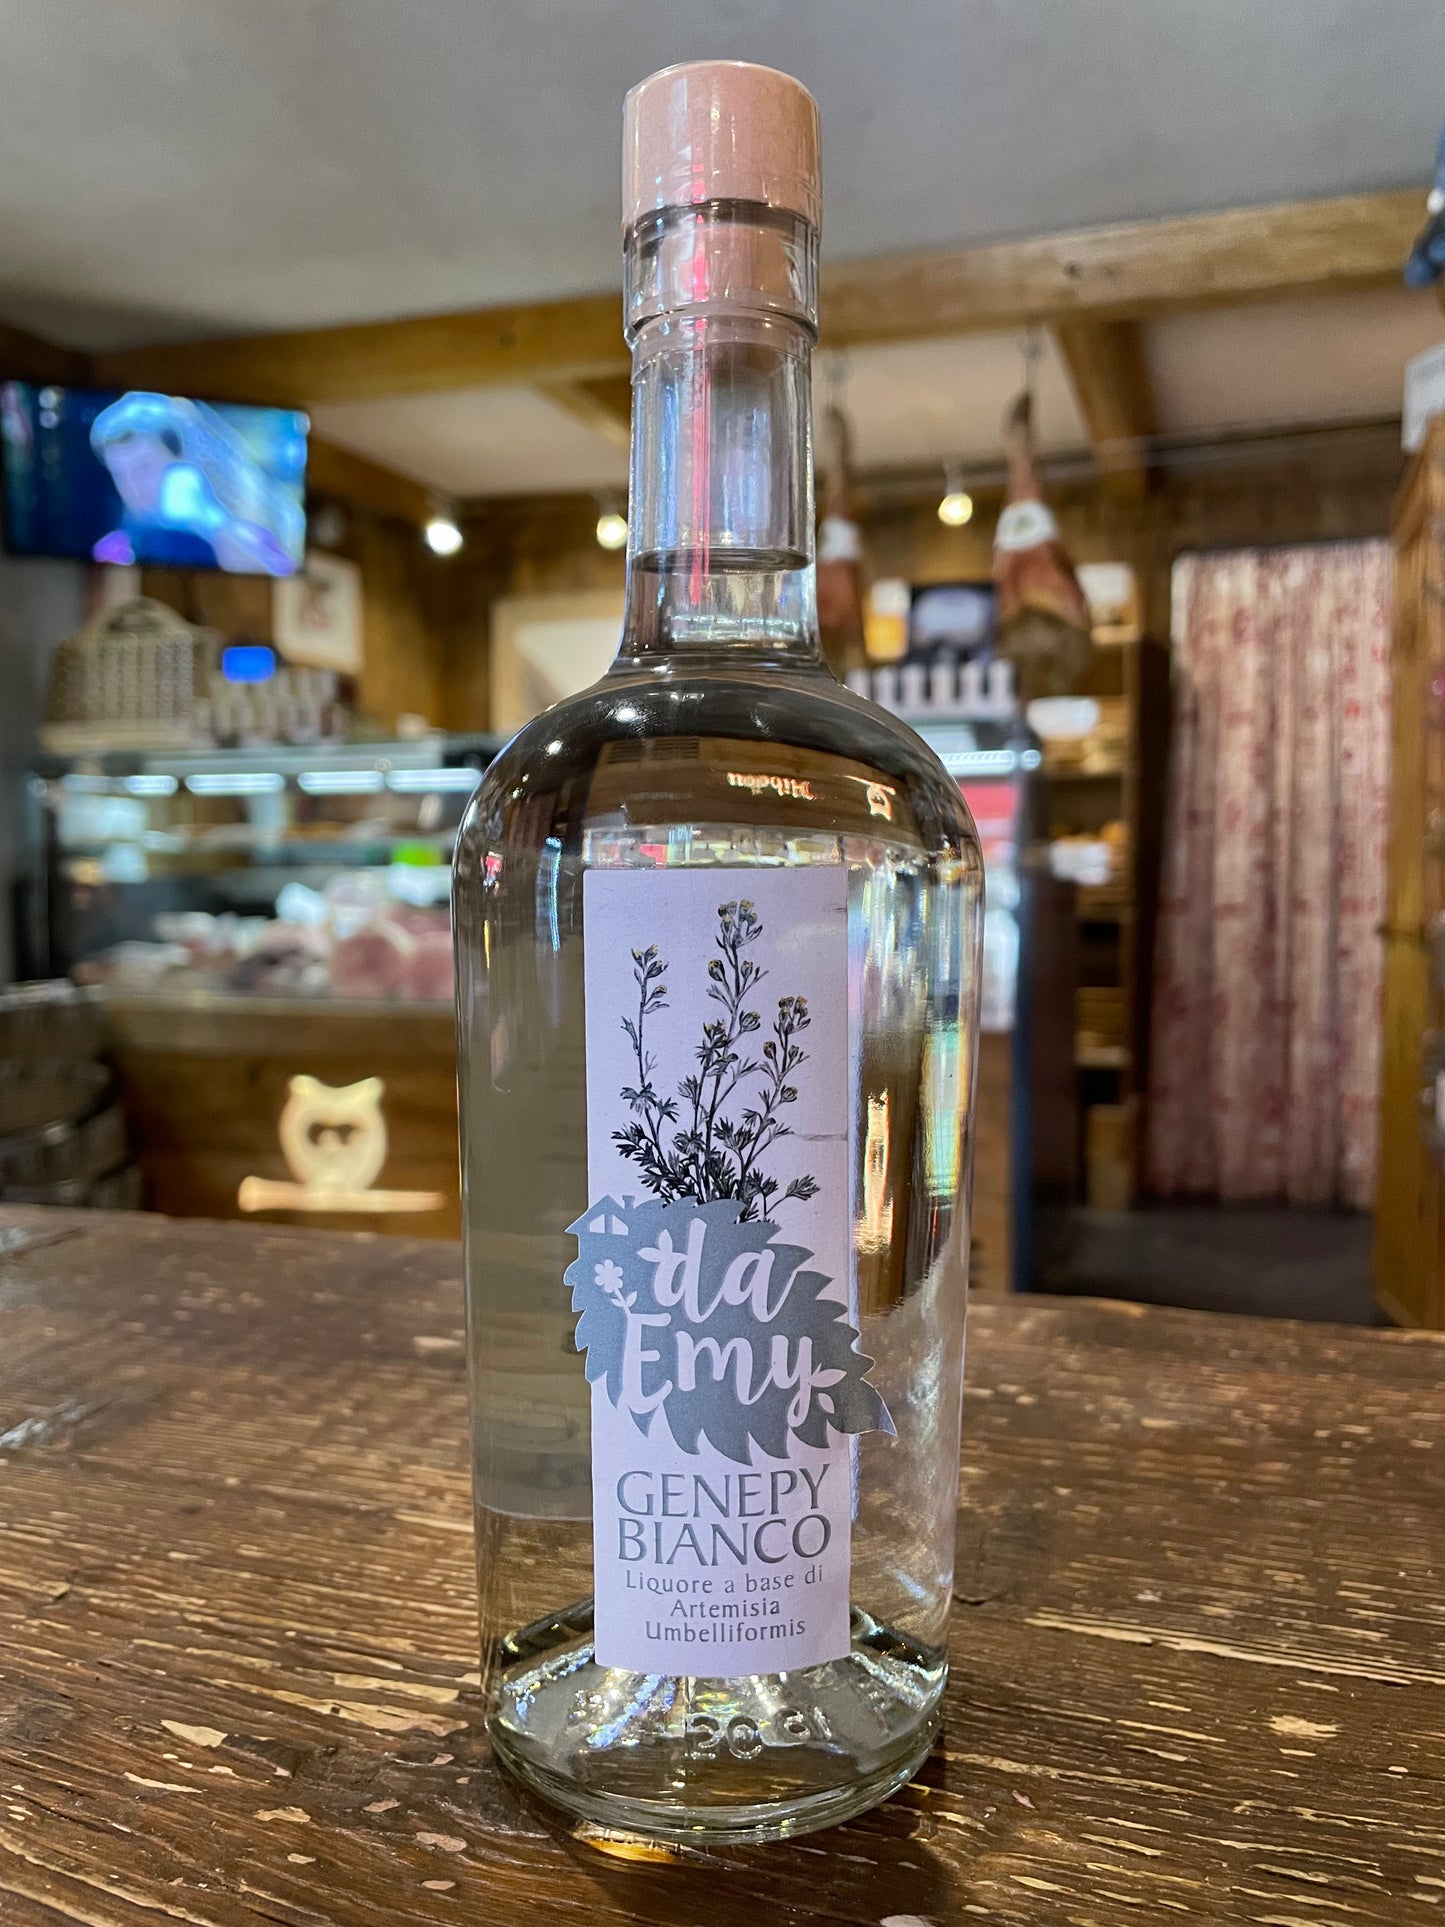 da
Emy
GENEPY
BIANCO
Liquore a base di
Artemisia
Umbelliformis